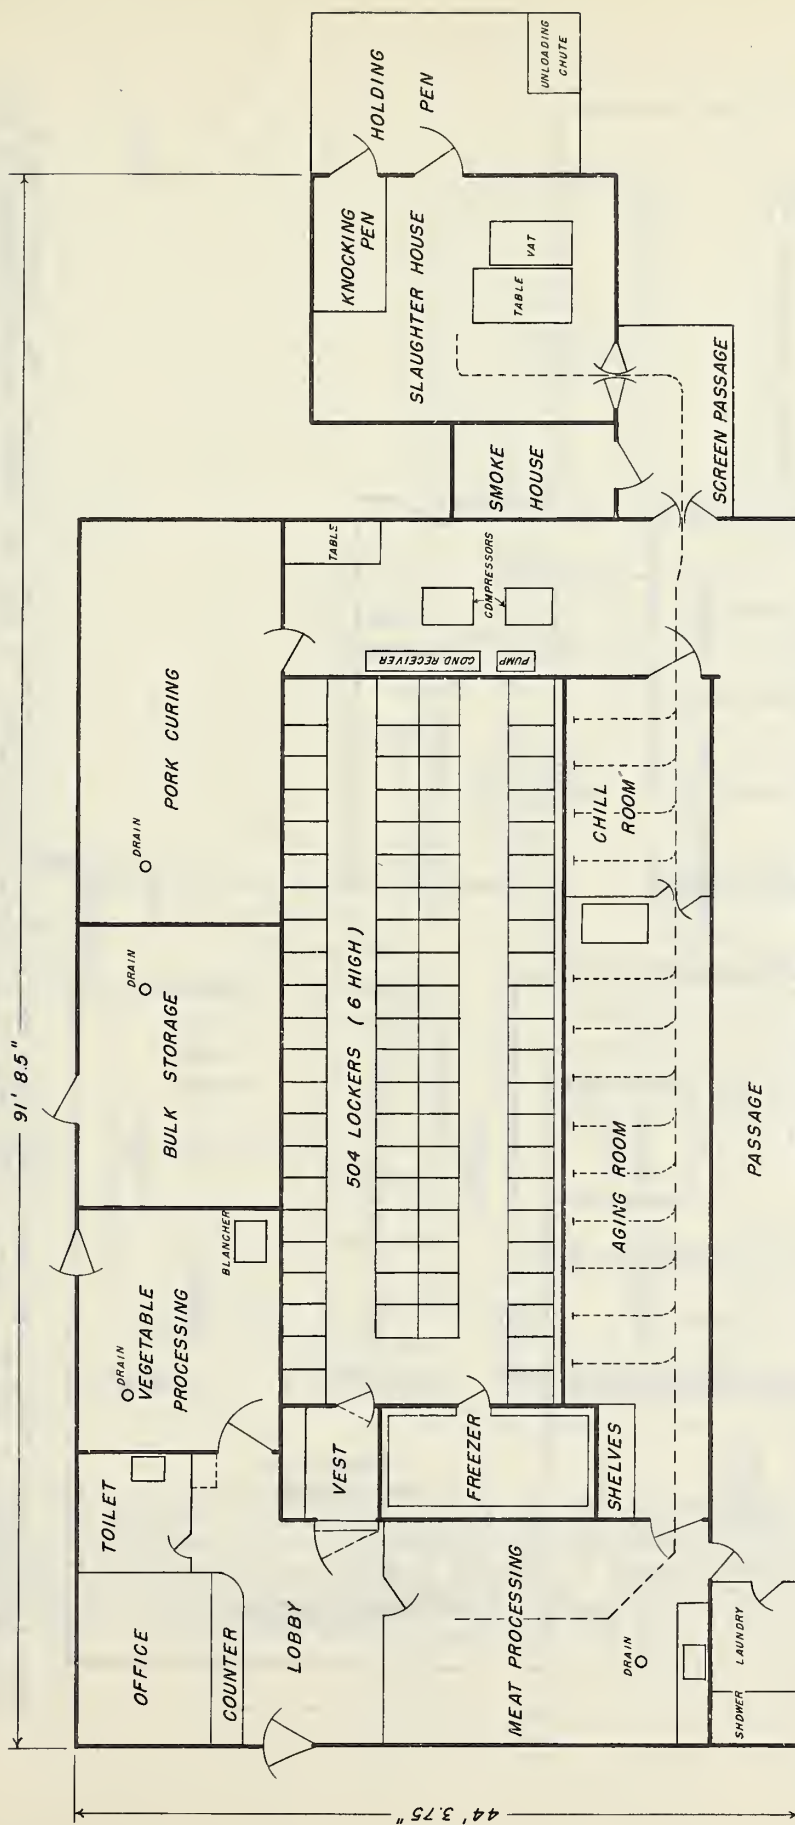 91' 8.5"
44' 3.75"
HOLDING
PEN
UNLOADING
CHUTE
KNOCKING
PEN
SLAUGHTER HOUSE
TABLE
VAT
SMOKE
HOUSE
SCREEN PASSAGE
PORK CURING
DRAIN
TABLE
COMPRESSORS
COND. RECEIVER
PUMP
BULK STORAGE
DRAIN
504 LOCKERS (6 HIGH)
CHILL
ROOM
AGING ROOM
PASSAGE
VEGETABLE
PROCESSING
DRAIN
BLANCHER
TOILET
VEST
FREEZER
SHELVES
OFFICE
COUNTER
LOBBY
MEAT PROCESSING
DRAIN
SHOWER
LAUNDRY